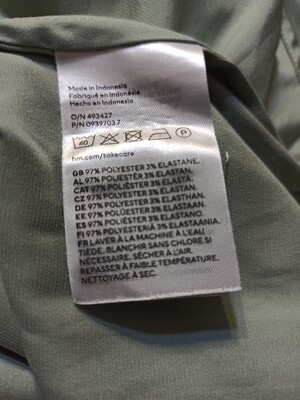 Made in Indonesia
Fabriqué en Indonésie
Hecho en Indonesia
O/N 493427
P/N 09397037
40 P
hm.com/takecare
GB 97% POLYESTER 3% ELASTANE.
AL 97% POLIESTER 3% ELASTAN.
CAT 97% POLIÈSTER 3% ELASTÀ.
CZ 97% POLYESTER 3% ELASTAN.
DE 97% POLYESTER 3% ELASTHAN.
EE 97% POLÜESTER 3% ELASTAAN.
ES 97% POLIÉSTER 3% ELASTANO.
FI 97% POLYESTERIÄ 3% ELASTAANIA.
FR LAVER À LA MACHINE À L'EAU
TIÈDE. BLANCHIR SANS CHLORE SI
NÉCESSAIRE. SÉCHER À L'AIR.
REPASSER À FAIBLE TEMPÉRATURE.
NETTOYAGE À SEC.